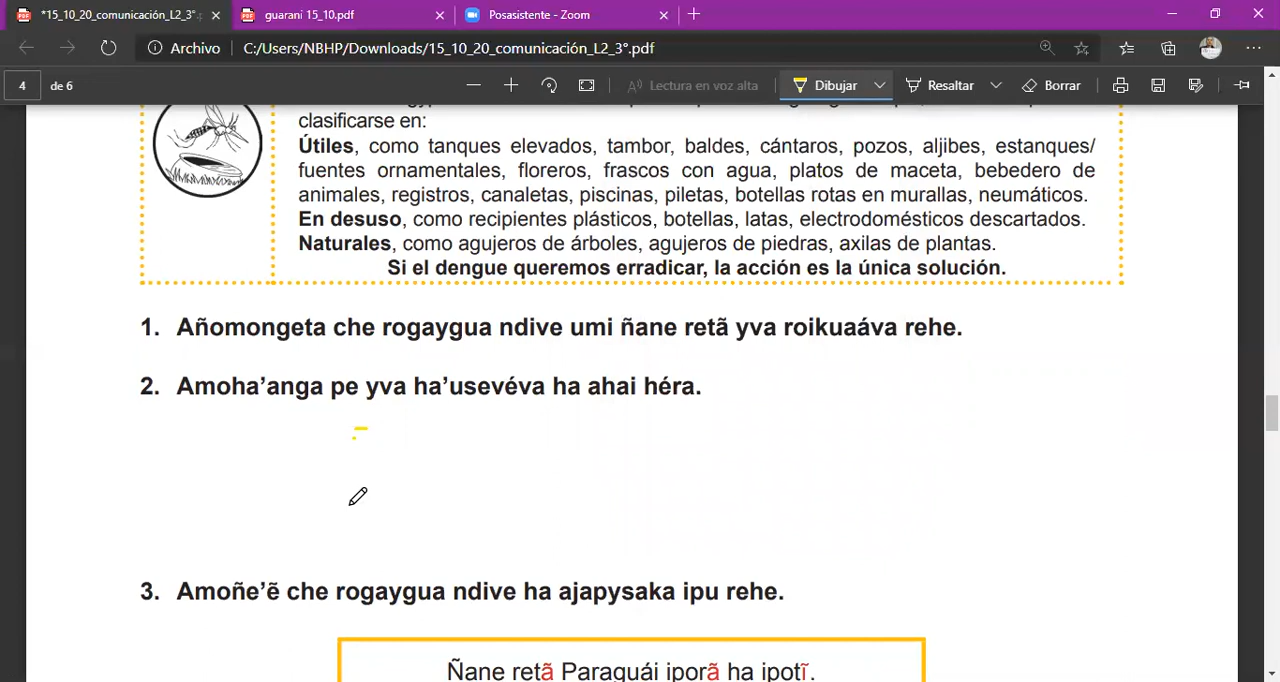 *15_10_20_comunicación_L2_3°.p
guarani 15_10.pdf
Posasistente - Zoom
Archivo
C:/Users/NBHP/Downloads/15_10_20_comunicación_L2_3°.pdf
4 de 6
Lectura en voz alta
Dibujar
Resaltar
Borrar
clasificarse en:
Útiles, como tanques elevados, tambor, baldes, cántaros, pozos, aljibes, estanques/
fuentes ornamentales, floreros, frascos con agua, platos de maceta, bebedero de
animales, registros, canaletas, piscinas, piletas, botellas rotas en murallas, neumáticos.
En desuso, como recipientes plásticos, botellas, latas, electrodomésticos descartados.
Naturales, como agujeros de árboles, agujeros de piedras, axilas de plantas.
Si el dengue queremos erradicar, la acción es la única solución.
1. Añomongeta che rogaygua ndive umi ñane retã yva roikuaáva rehe.
2. Amoha’anga pe yva ha’usevéva ha ahai héra.
3. Amoñe’ẽ che rogaygua ndive ha ajapysaka ipu rehe.
Ñane retã Paraguái iporã ha ipotĩ.